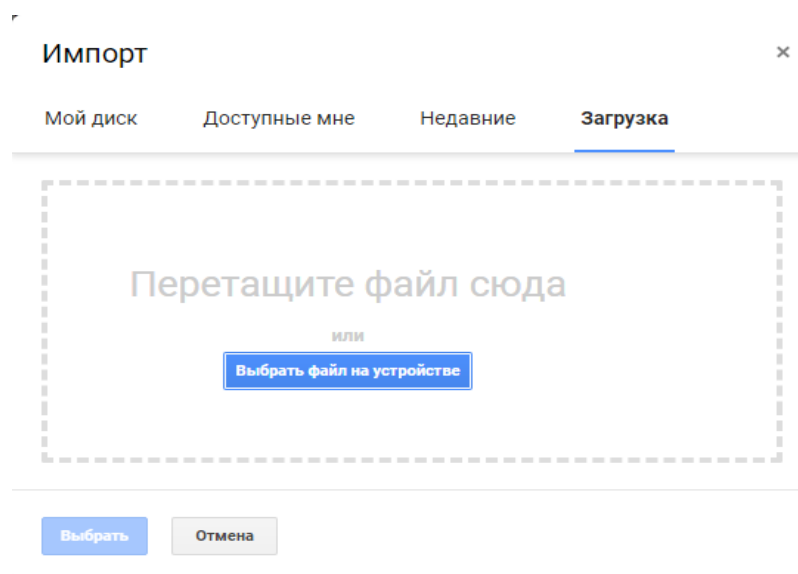 Импорт
Мой диск Доступные мне Недавние Загрузка
Перетащите файл сюда
или
Выбрать файл на устройстве
Выбрать Отмена